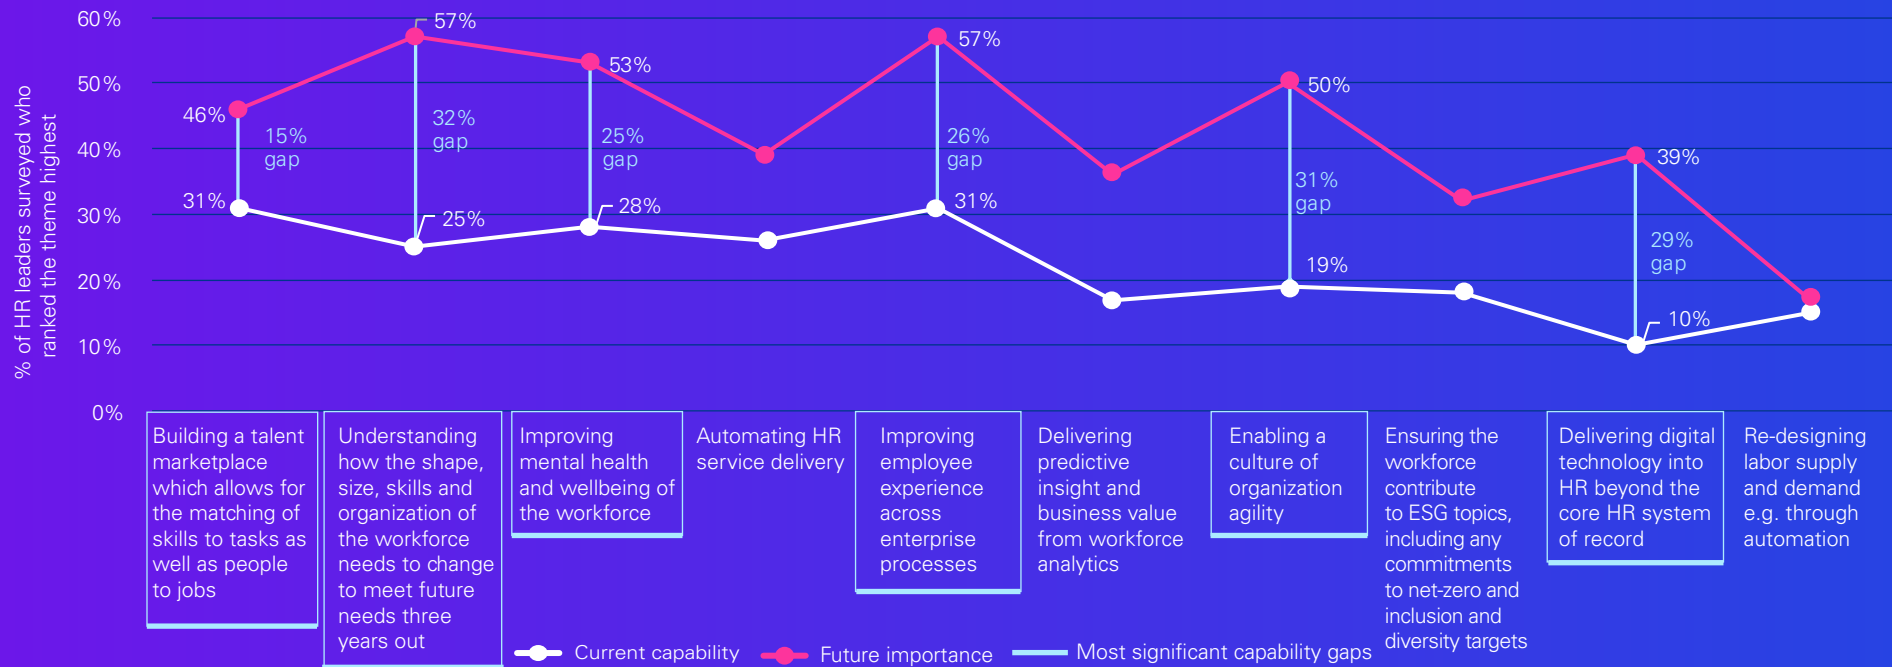 % of HR leaders surveyed who
ranked the theme highest
60%
50%
40%
30%
20%
10%
0%
46%
15%
gap
31%
57%
32%
gap
25%
53%
25%
gap
28%
57%
26%
gap
31%
50%
31%
gap
19%
39%
29%
gap
10%
Building a talent
marketplace
which allows for
the matching of
skills to tasks as
well as people
to jobs
Understanding
how the shape,
size, skills and
organization of
the workforce
needs to change
to meet future
needs three
years out
Improving
mental health
and wellbeing of
the workforce
Automating HR
service delivery
Improving
employee
experience
across
enterprise
processes
Delivering
predictive
insight and
business value
from workforce
analytics
Enabling a
culture of
organization
agility
Ensuring the
workforce
contribute
to ESG topics,
including any
commitments
to net-zero and
inclusion and
diversity targets
Delivering digital
technology into
HR beyond the
core HR system
of record
Re-designing
labor supply
and demand
e.g. through
automation
Current capability
Future importance
Most significant capability gaps